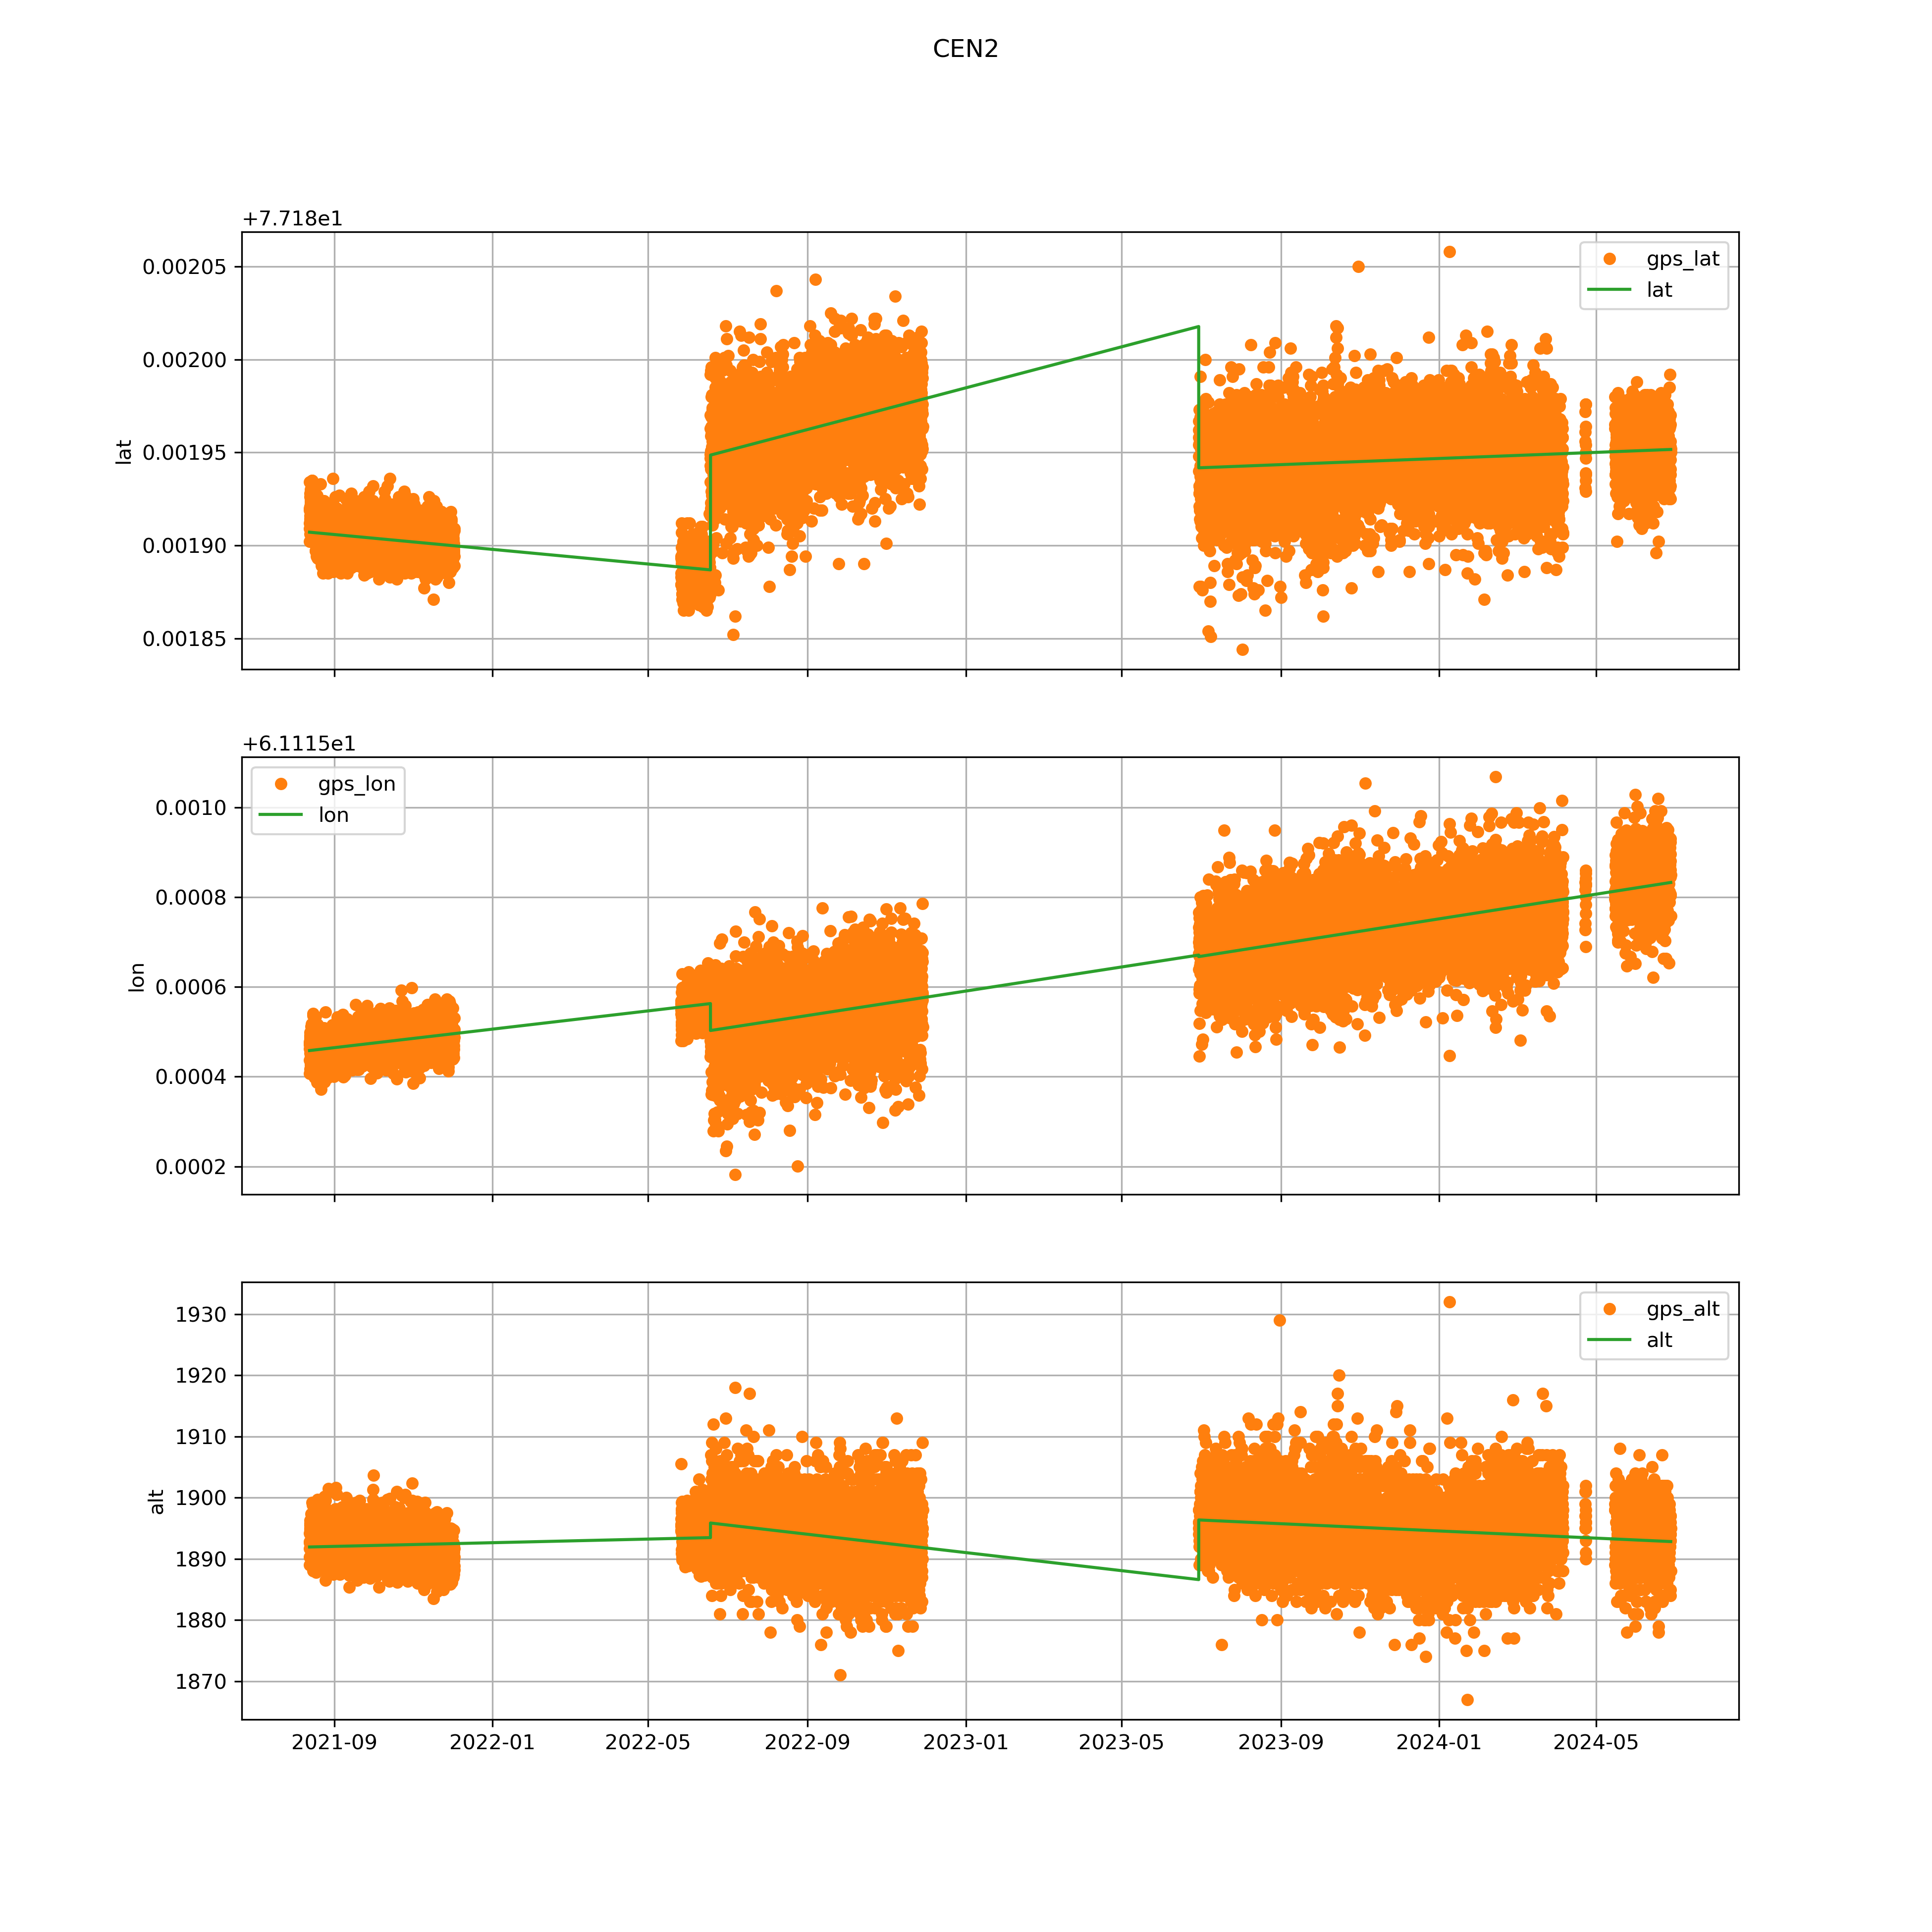 CEN2
+7.718e1
0.00205
0.00200
0.00195
0.00190
0.00185
lat
gps_lat
lat
+6.1115e1
0.0010
0.0008
0.0006
0.0004
0.0002
lon
gps_lon
lon
1930
1920
1910
1900
1890
1880
1870
alt
gps_alt
alt
2021-09 2022-01 2022-05 2022-09 2023-01 2023-05 2023-09 2024-01 2024-05